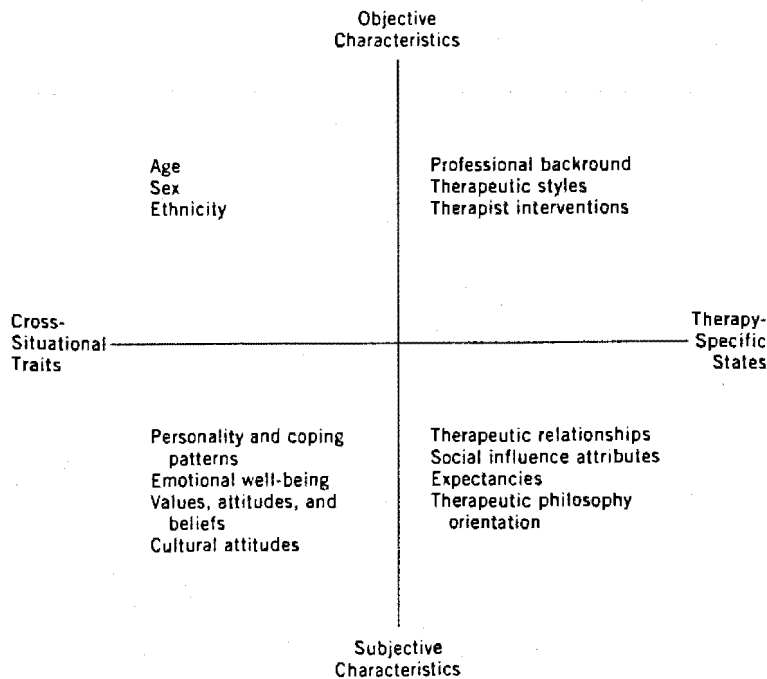 Objective
Characteristics
Age
Sex
Ethnicity
Professional backround
Therapeutic styles
Therapist interventions
Cross-
Situational
Traits
Therapy-
Specific
States
Personality and coping
patterns
Emotional well-being
Values, attitudes, and
beliefs
Cultural attitudes
Therapeutic relationships
Social influence attributes
Expectancies
Therapeutic philosophy
orientation
Subjective
Characteristics